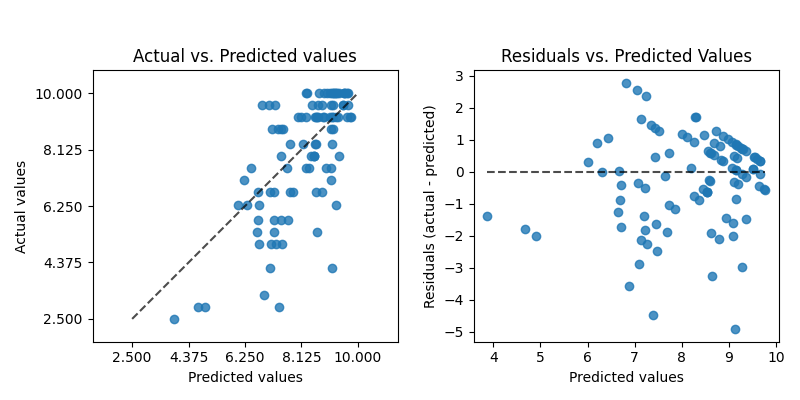 Actual vs. Predicted values
Actual values
10.000
8.125
6.250
4.375
2.500
2.500 4.375 6.250 8.125 10.000
Predicted values
Residuals vs. Predicted Values
Residuals (actual - predicted)
3
2
1
0
−1
−2
−3
−4
−5
4 5 6 7 8 9 10
Predicted values